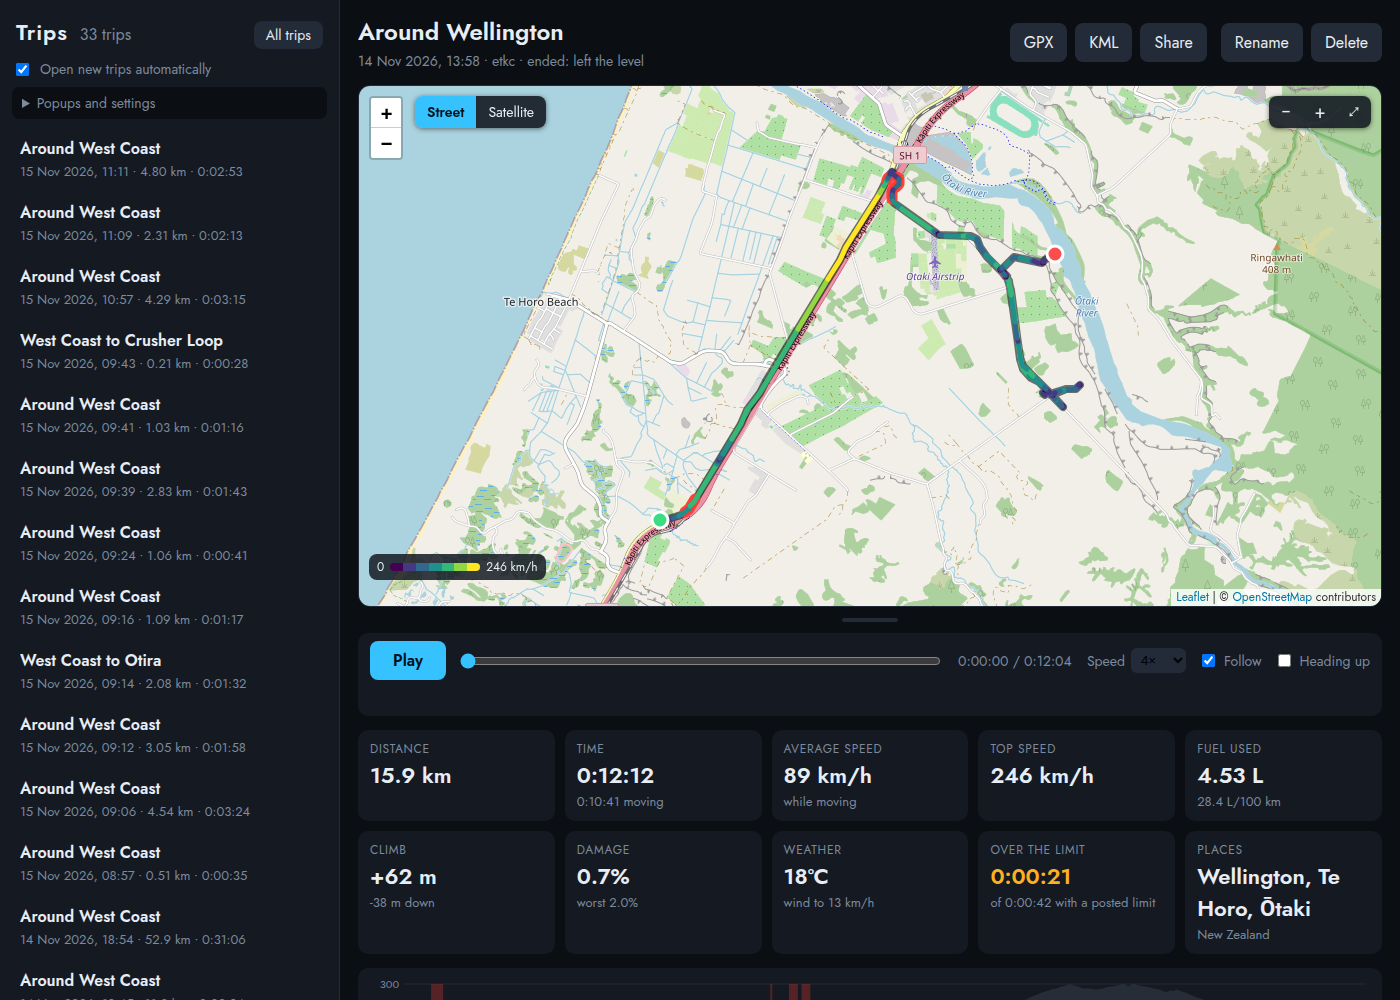 Trips 33 trips All trips
Open new trips automatically
Popups and settings
Around West Coast
15 Nov 2026, 11:11 · 4.80 km · 0:02:53
Around West Coast
15 Nov 2026, 11:09 · 2.31 km · 0:02:13
Around West Coast
15 Nov 2026, 10:57 · 4.29 km · 0:03:15
West Coast to Crusher Loop
15 Nov 2026, 09:43 · 0.21 km · 0:00:28
Around West Coast
15 Nov 2026, 09:41 · 1.03 km · 0:01:16
Around West Coast
15 Nov 2026, 09:39 · 2.83 km · 0:01:43
Around West Coast
15 Nov 2026, 09:24 · 1.06 km · 0:00:41
Around West Coast
15 Nov 2026, 09:16 · 1.09 km · 0:01:17
West Coast to Otira
15 Nov 2026, 09:14 · 2.08 km · 0:01:32
Around West Coast
15 Nov 2026, 09:12 · 3.05 km · 0:01:58
Around West Coast
15 Nov 2026, 09:06 · 4.54 km · 0:03:24
Around West Coast
15 Nov 2026, 08:57 · 0.51 km · 0:00:35
Around West Coast
14 Nov 2026, 18:54 · 52.9 km · 0:31:06
Around West Coast
Around Wellington
14 Nov 2026, 13:58 · etkc · ended: left the level
GPX KML Share Rename Delete
+
−
Street Satellite
− +
Kāpiti Expressway
SH 1
Ōtaki River
Kāpiti Expressway
Ōtaki Airstrip
Ringawhati
408 m
Te Horo Beach
Ōtaki
River
Kāpiti Expressway
Kāpiti Expressway
0 246 km/h
Leaflet | © OpenStreetMap contributors
Play 0:00:00 / 0:12:04 Speed 4× Follow Heading up
DISTANCE
15.9 km
TIME
0:12:12
0:10:41 moving
AVERAGE SPEED
89 km/h
while moving
TOP SPEED
246 km/h
FUEL USED
4.53 L
28.4 L/100 km
CLIMB
+62 m
-38 m down
DAMAGE
0.7%
worst 2.0%
WEATHER
18°C
wind to 13 km/h
OVER THE LIMIT
0:00:21
of 0:00:42 with a posted limit
PLACES
Wellington, Te
Horo, Ōtaki
New Zealand
300